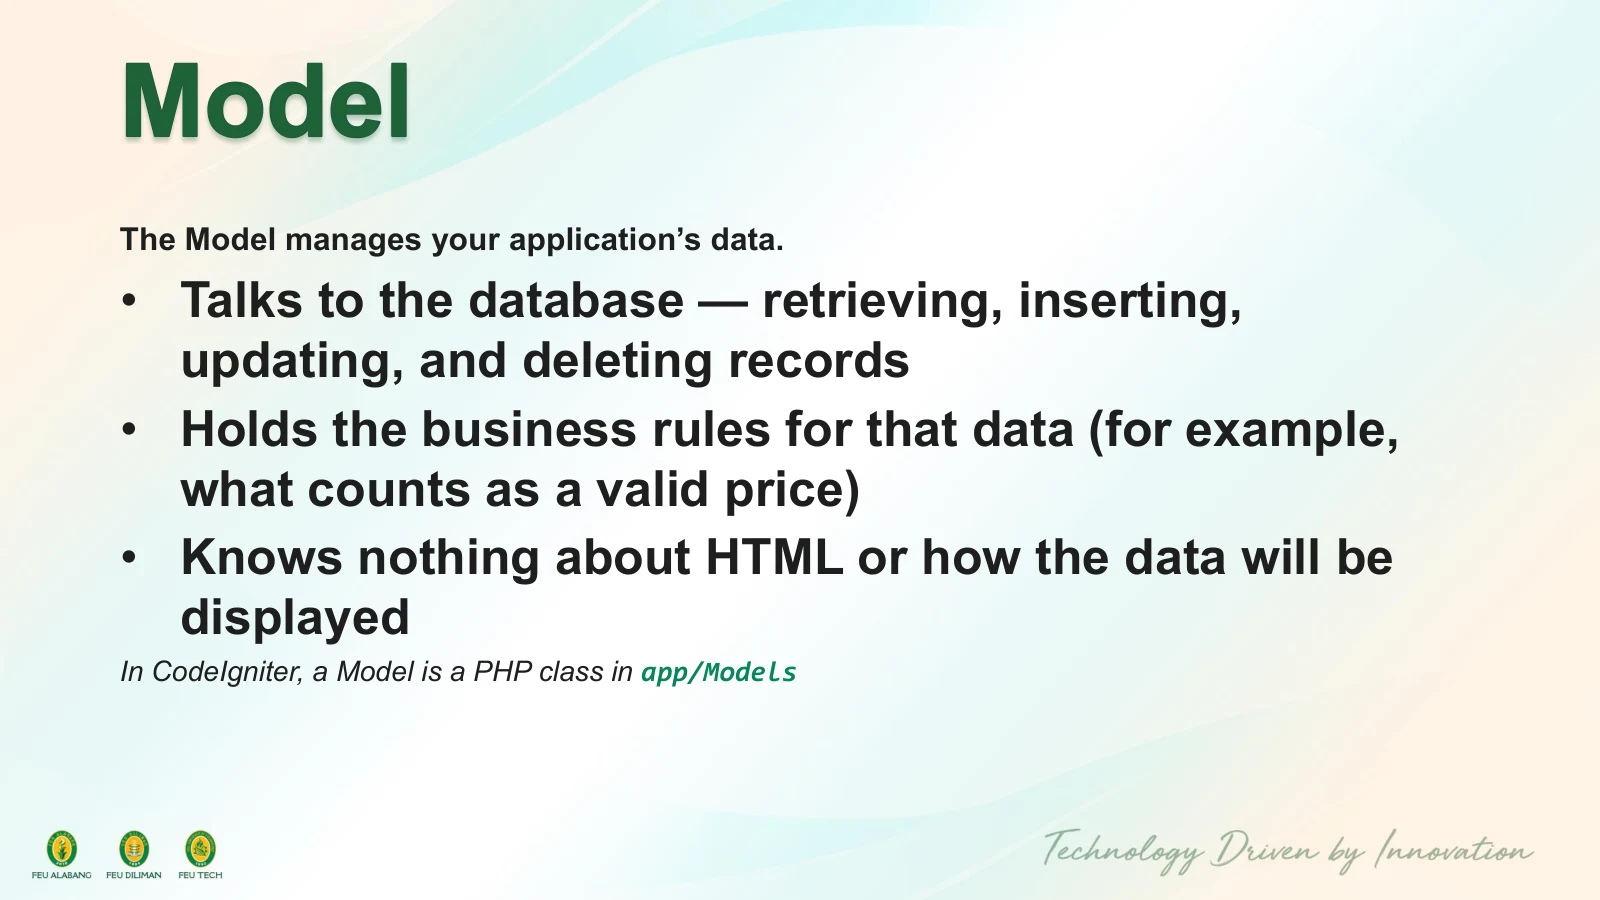 Model
The Model manages your application’s data.
• Talks to the database — retrieving, inserting,
updating, and deleting records
• Holds the business rules for that data (for example,
what counts as a valid price)
• Knows nothing about HTML or how the data will be
displayed
In CodeIgniter, a Model is a PHP class in app/Models
FEU ALABANG
FEU DILIMAN
FEU TECH
Technology Driven by Innovation